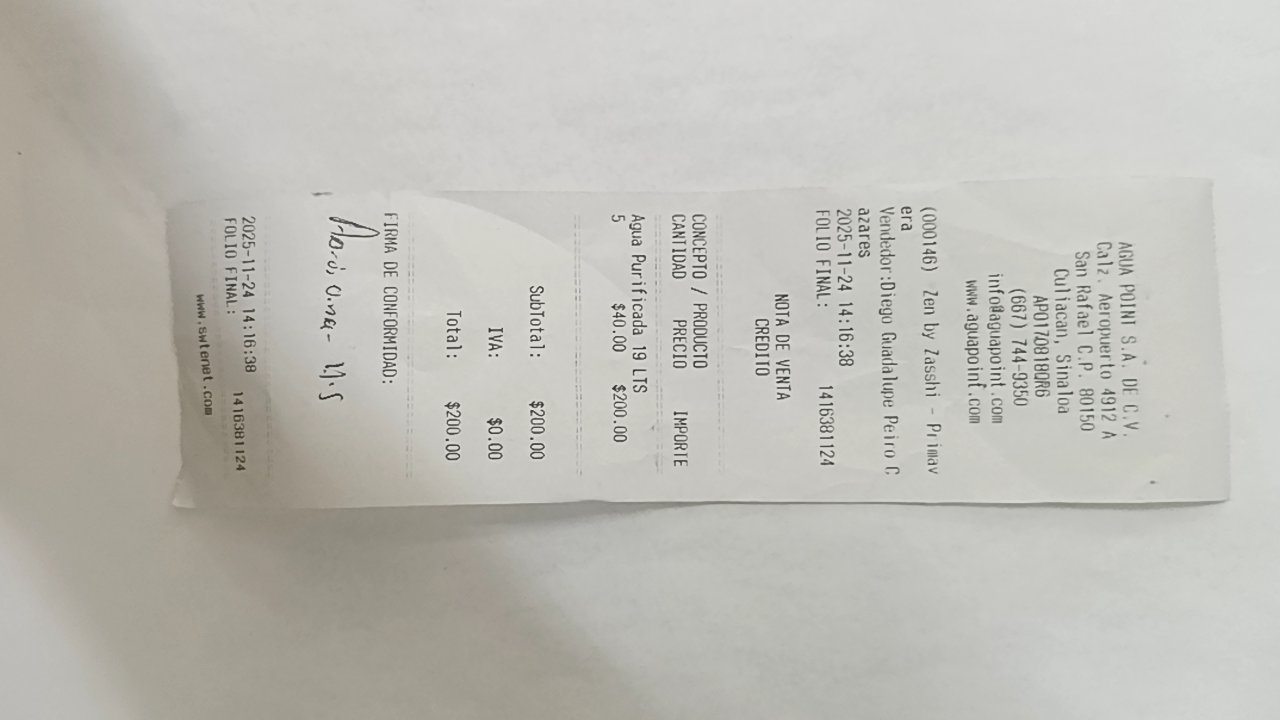 AGUA POINT S.A. DE C.V.
Calz. Aeropuerto 4912 A
San Rafael C.P. 80150
Culiacan, Sinaloa
APO170818QR6
(667) 744-9350
info@aguapoint.com
www.aguapoint.com
(000146) Zen by Zasshi - Primav
era
Vendedor:Diego Guadalupe Peiro C
azares
2025-11-24 14:16:38
FOLIO FINAL: 1416381124
NOTA DE VENTA
CREDITO
CONCEPTO / PRODUCTO
CANTIDAD PRECIO IMPORTE
Agua Purificada 19 LTS
5 $40.00 $200.00
SubTotal: $200.00
IVA: $0.00
Total: $200.00
FIRMA DE CONFORMIDAD:
2025-11-24 14:16:38
FOLIO FINAL: 1416381124
www.swtenet.com